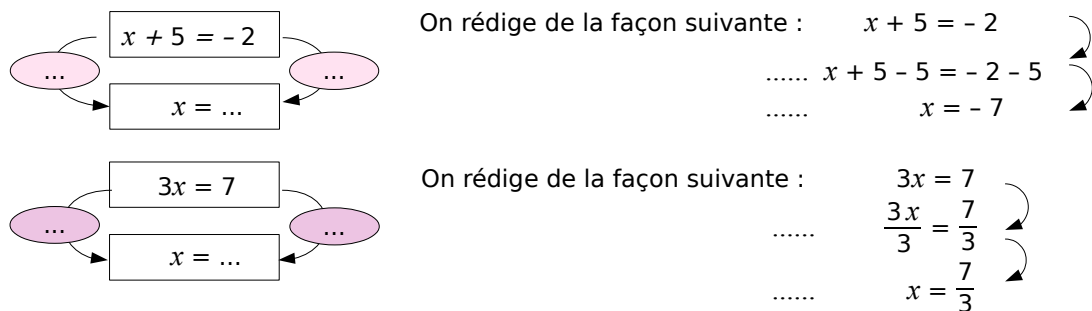 x + 5 = – 2 On rédige de la façon suivante : x + 5 = – 2
... ... ...... x + 5 – 5 = – 2 – 5
x = ... ...... x = – 7
3x = 7 On rédige de la façon suivante : 3x = 7
... ... ...... 3x/3 = 7/3
x = ... 
...... x = 7/3